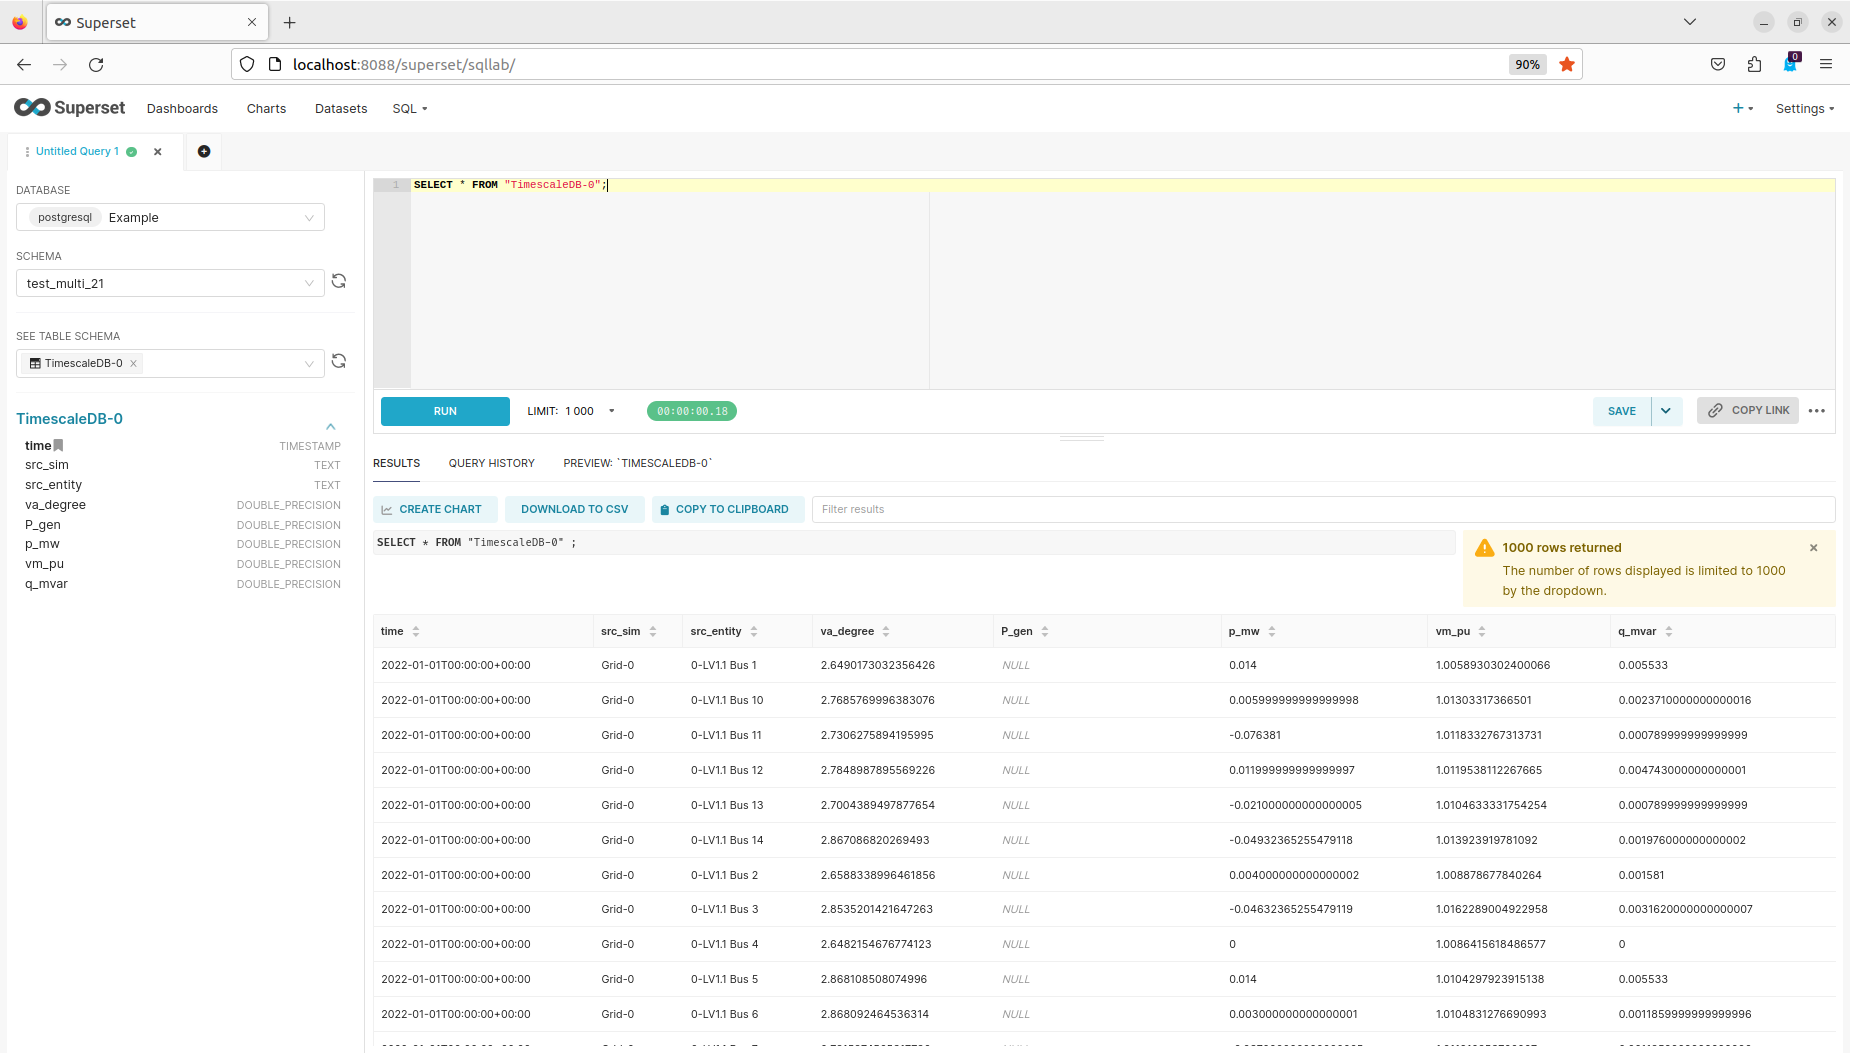 Superset
localhost:8088/superset/sqllab/
90%
0
Superset Dashboards Charts Datasets SQL Settings
Untitled Query 1
DATABASE
postgresql Example
SCHEMA
test_multi_21
SEE TABLE SCHEMA
TimescaleDB-0
TimescaleDB-0
time TIMESTAMP
src_sim TEXT
src_entity TEXT
va_degree DOUBLE_PRECISION
P_gen DOUBLE_PRECISION
p_mw DOUBLE_PRECISION
vm_pu DOUBLE_PRECISION
q_mvar DOUBLE_PRECISION
1 SELECT * FROM "TimescaleDB-0";
RUN LIMIT: 1 000 00:00:00.18 SAVE COPY LINK
RESULTS QUERY HISTORY PREVIEW: `TIMESCALEDB-0`
CREATE CHART DOWNLOAD TO CSV COPY TO CLIPBOARD Filter results
SELECT * FROM "TimescaleDB-0" ;
1000 rows returned
The number of rows displayed is limited to 1000
by the dropdown.
time src_sim src_entity va_degree P_gen p_mw vm_pu q_mvar
2022-01-01T00:00:00+00:00 Grid-0 0-LV1.1 Bus 1 2.6490173032356426 NULL 0.014 1.0058930302400066 0.005533
2022-01-01T00:00:00+00:00 Grid-0 0-LV1.1 Bus 10 2.7685769996383076 NULL 0.005999999999999998 1.01303317366501 0.0023710000000000016
2022-01-01T00:00:00+00:00 Grid-0 0-LV1.1 Bus 11 2.7306275894195995 NULL -0.076381 1.0118332767313731 0.000789999999999999
2022-01-01T00:00:00+00:00 Grid-0 0-LV1.1 Bus 12 2.7848987895569226 NULL 0.011999999999999997 1.0119538112267665 0.004743000000000001
2022-01-01T00:00:00+00:00 Grid-0 0-LV1.1 Bus 13 2.7004389497877654 NULL -0.021000000000000005 1.0104633331754254 0.000789999999999999
2022-01-01T00:00:00+00:00 Grid-0 0-LV1.1 Bus 14 2.867086820269493 NULL -0.04932365255479118 1.013923919781092 0.001976000000000002
2022-01-01T00:00:00+00:00 Grid-0 0-LV1.1 Bus 2 2.6588338996461856 NULL 0.004000000000000002 1.008878677840264 0.001581
2022-01-01T00:00:00+00:00 Grid-0 0-LV1.1 Bus 3 2.8535201421647263 NULL -0.04632365255479119 1.0162289004922958 0.0031620000000000007
2022-01-01T00:00:00+00:00 Grid-0 0-LV1.1 Bus 4 2.6482154676774123 NULL 0 1.0086415618486577 0
2022-01-01T00:00:00+00:00 Grid-0 0-LV1.1 Bus 5 2.868108508074996 NULL 0.014 1.0104297923915138 0.005533
2022-01-01T00:00:00+00:00 Grid-0 0-LV1.1 Bus 6 2.868092464536314 NULL 0.003000000000000001 1.0104831276690993 0.0011859999999999996